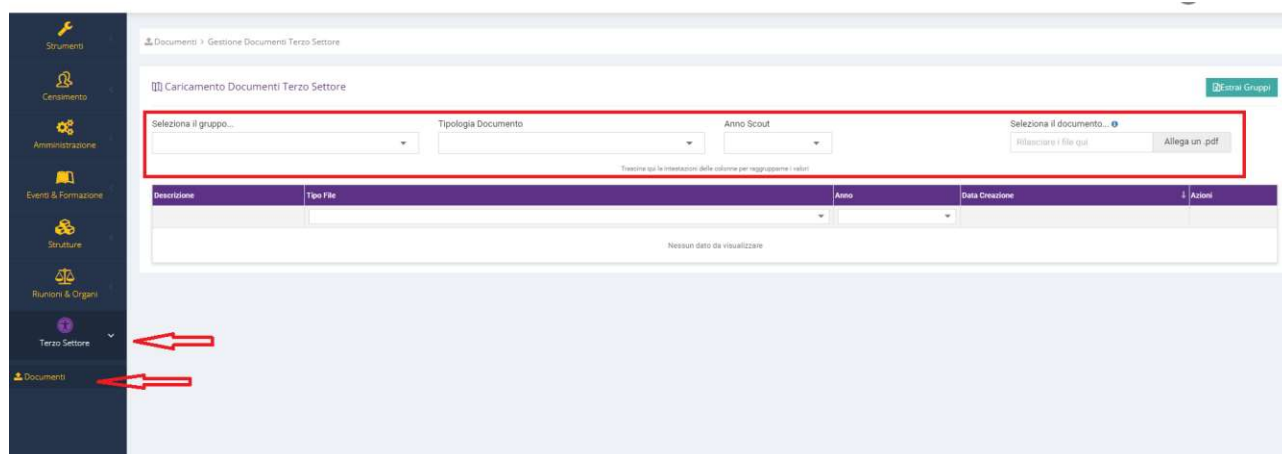 Strumenti
Documenti > Gestione Documenti Terzo Settore
Censimento
Caricamento Documenti Terzo Settore
Estrai Gruppi
Amministrazione
Seleziona il gruppo...
Tipologia Documento
Anno Scout
Seleziona il documento...
Rilasciare i file qui
Allega un .pdf
Trascina qui la intestazioni delle colonne per raggrupparne i valori
Eventi & Formazione
Descrizione
Tipo File
Anno
Data Creazione
Azioni
Strutture
Nessun dato da visualizzare
Riunioni & Organi
Terzo Settore
Documenti